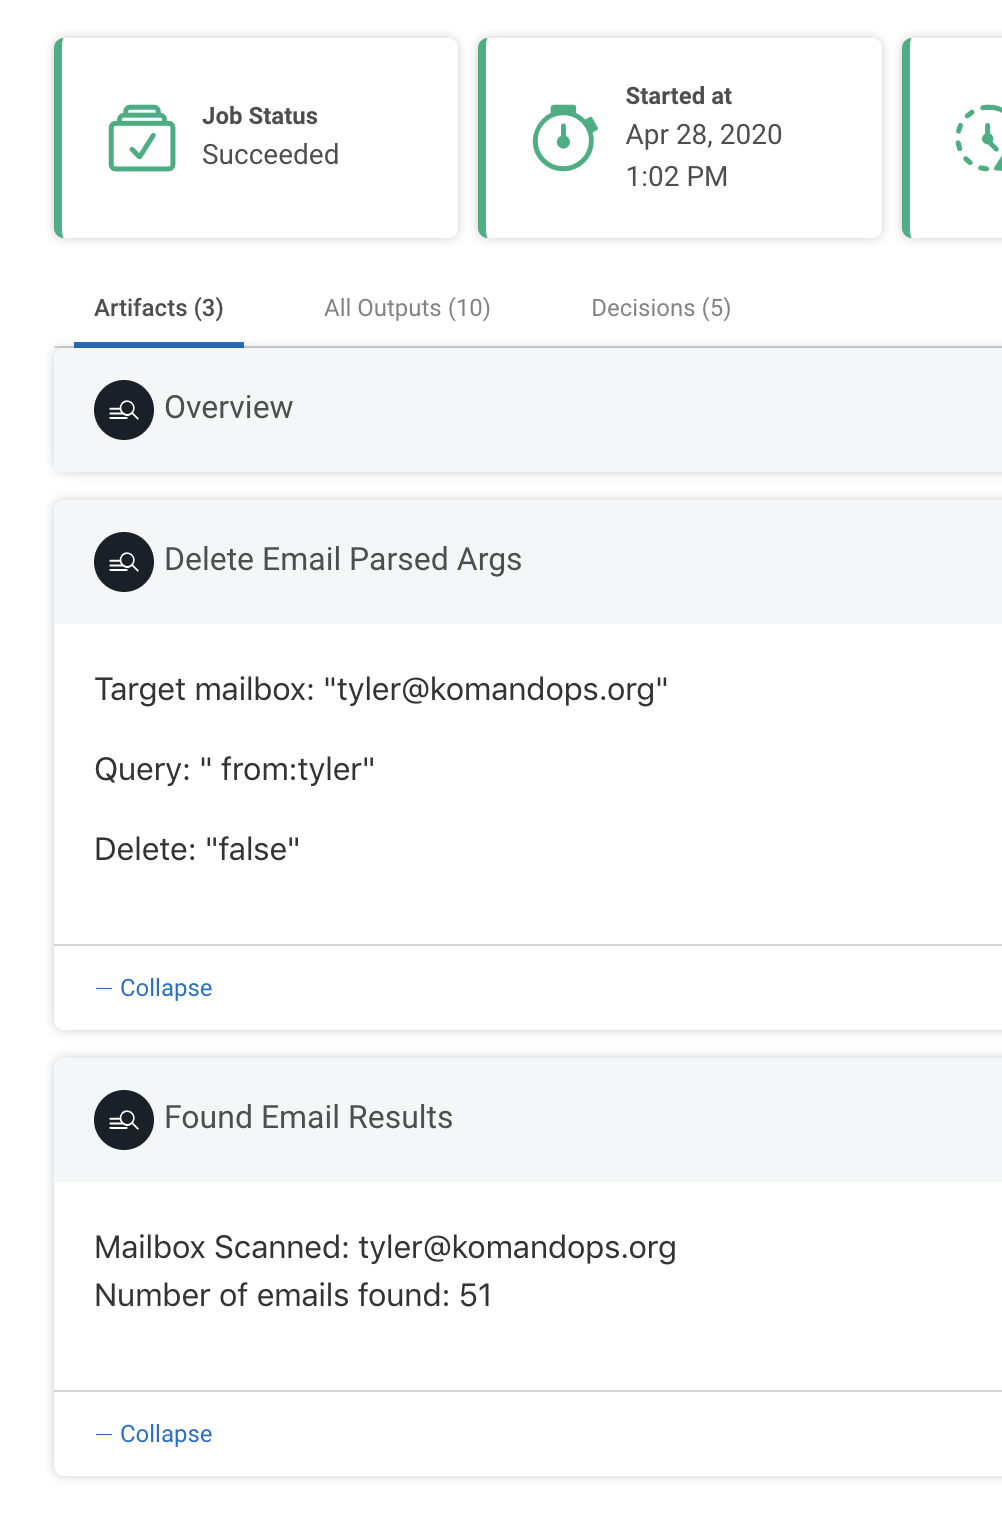 Job Status
Succeeded
Started at
Apr 28, 2020
1:02 PM
Artifacts (3)
All Outputs (10)
Decisions (5)
Overview
Delete Email Parsed Args
Target mailbox: "tyler@komandops.org"
Query: " from:tyler"
Delete: "false"
— Collapse
Found Email Results
Mailbox Scanned: tyler@komandops.org
Number of emails found: 51
— Collapse